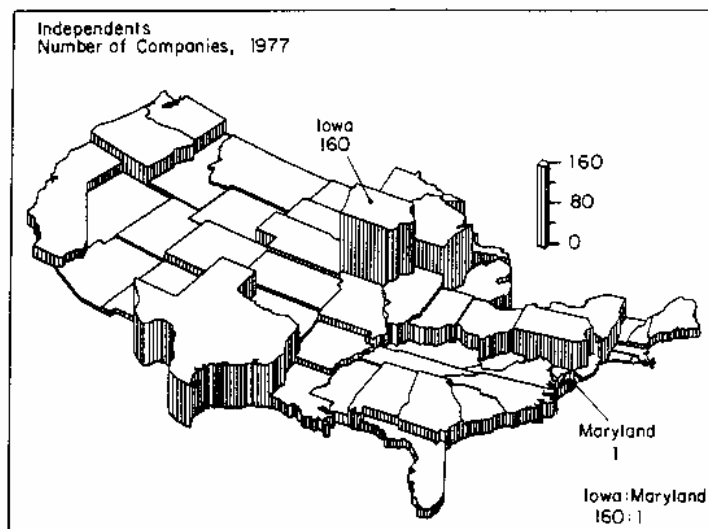 Independents
Number of Companies, 1977
Iowa
160
160
80
0
Maryland
1
Iowa:Maryland
160:1